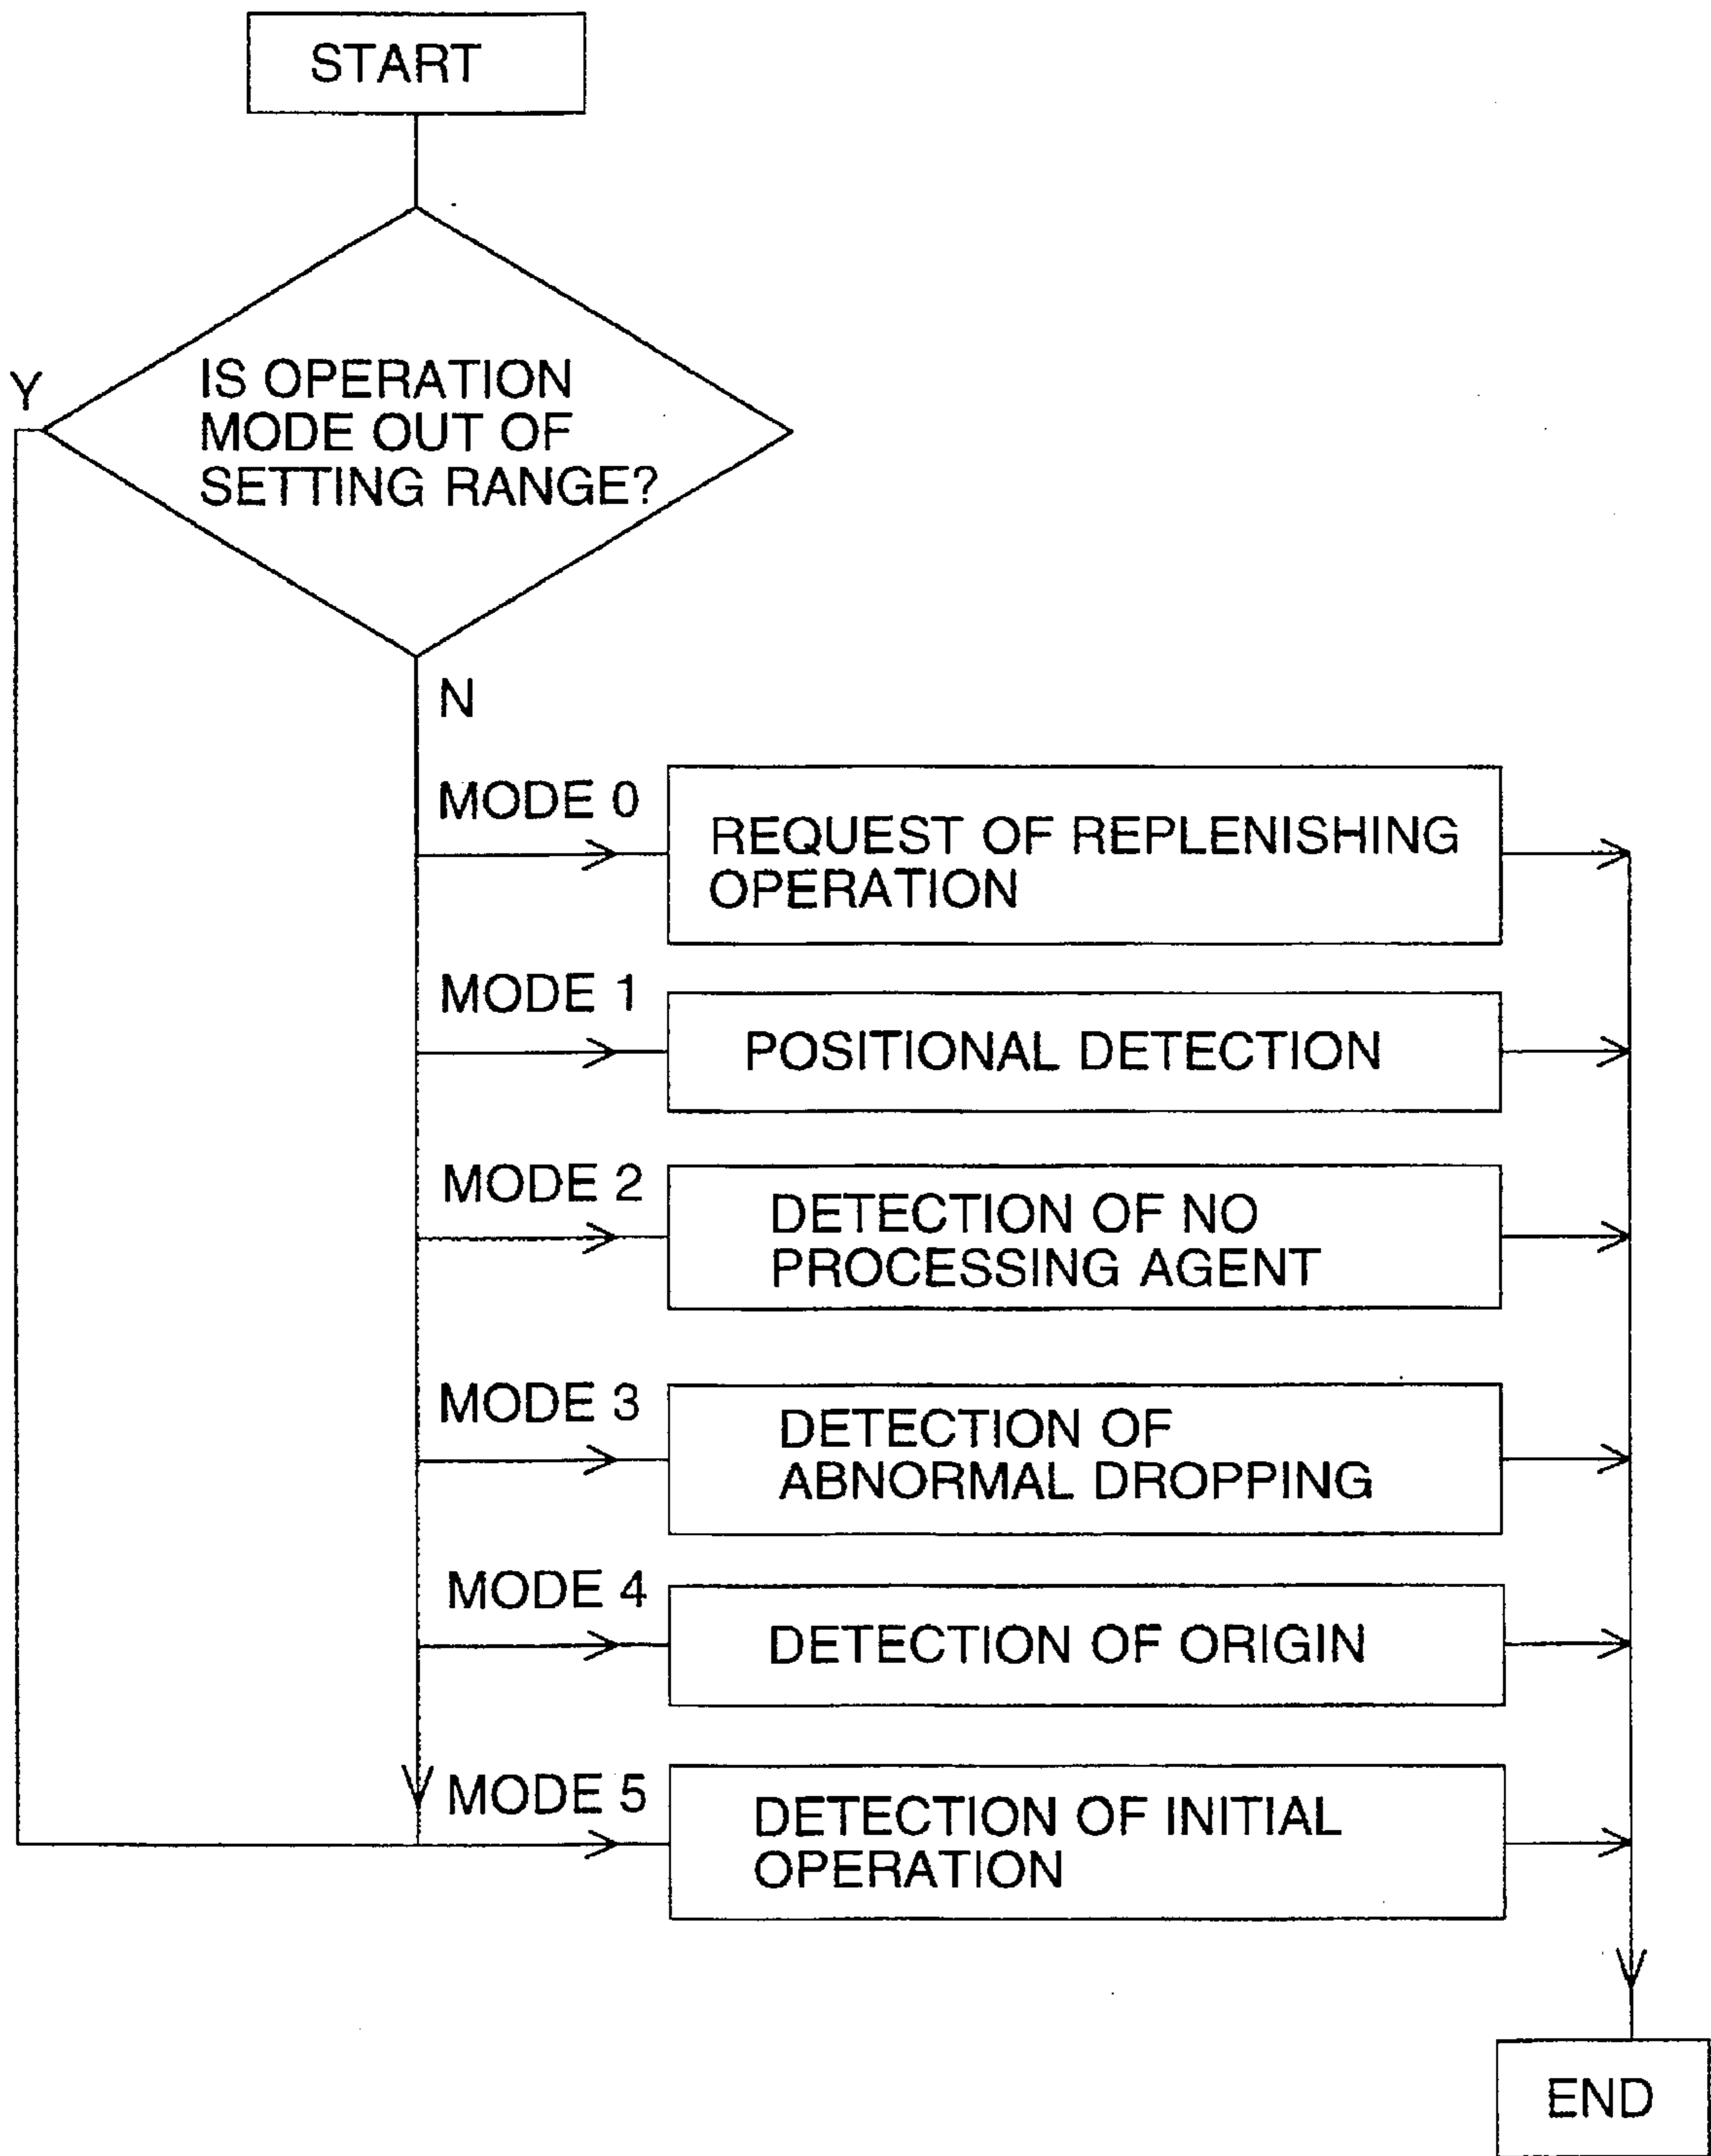 START
IS OPERATION
MODE OUT OF
SETTING RANGE?
Y
N
MODE 0
REQUEST OF REPLENISHING
OPERATION
MODE 1
POSITIONAL DETECTION
MODE 2
DETECTION OF NO
PROCESSING AGENT
MODE 3
DETECTION OF
ABNORMAL DROPPING
MODE 4
DETECTION OF ORIGIN
MODE 5
DETECTION OF INITIAL
OPERATION
END